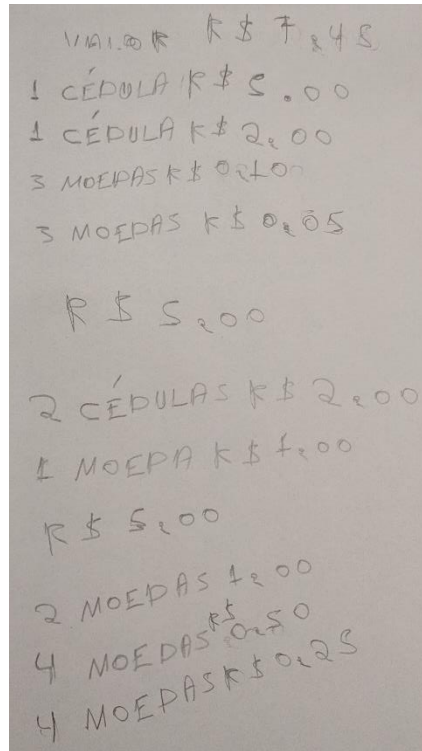 VALOR R$ 7,45
1 CÉDULA R$ 5.00
1 CÉDULA R$ 2,00
3 MOEDAS R$ 0,10
3 MOEDAS R$ 0,05
R$ 5,00
2 CÉDULAS R$ 2,00
1 MOEDA R$ 1,00
R$ 5,00
2 MOEDAS 1,00
4 MOEDAS R$ 0,50
4 MOEDAS R$ 0,25